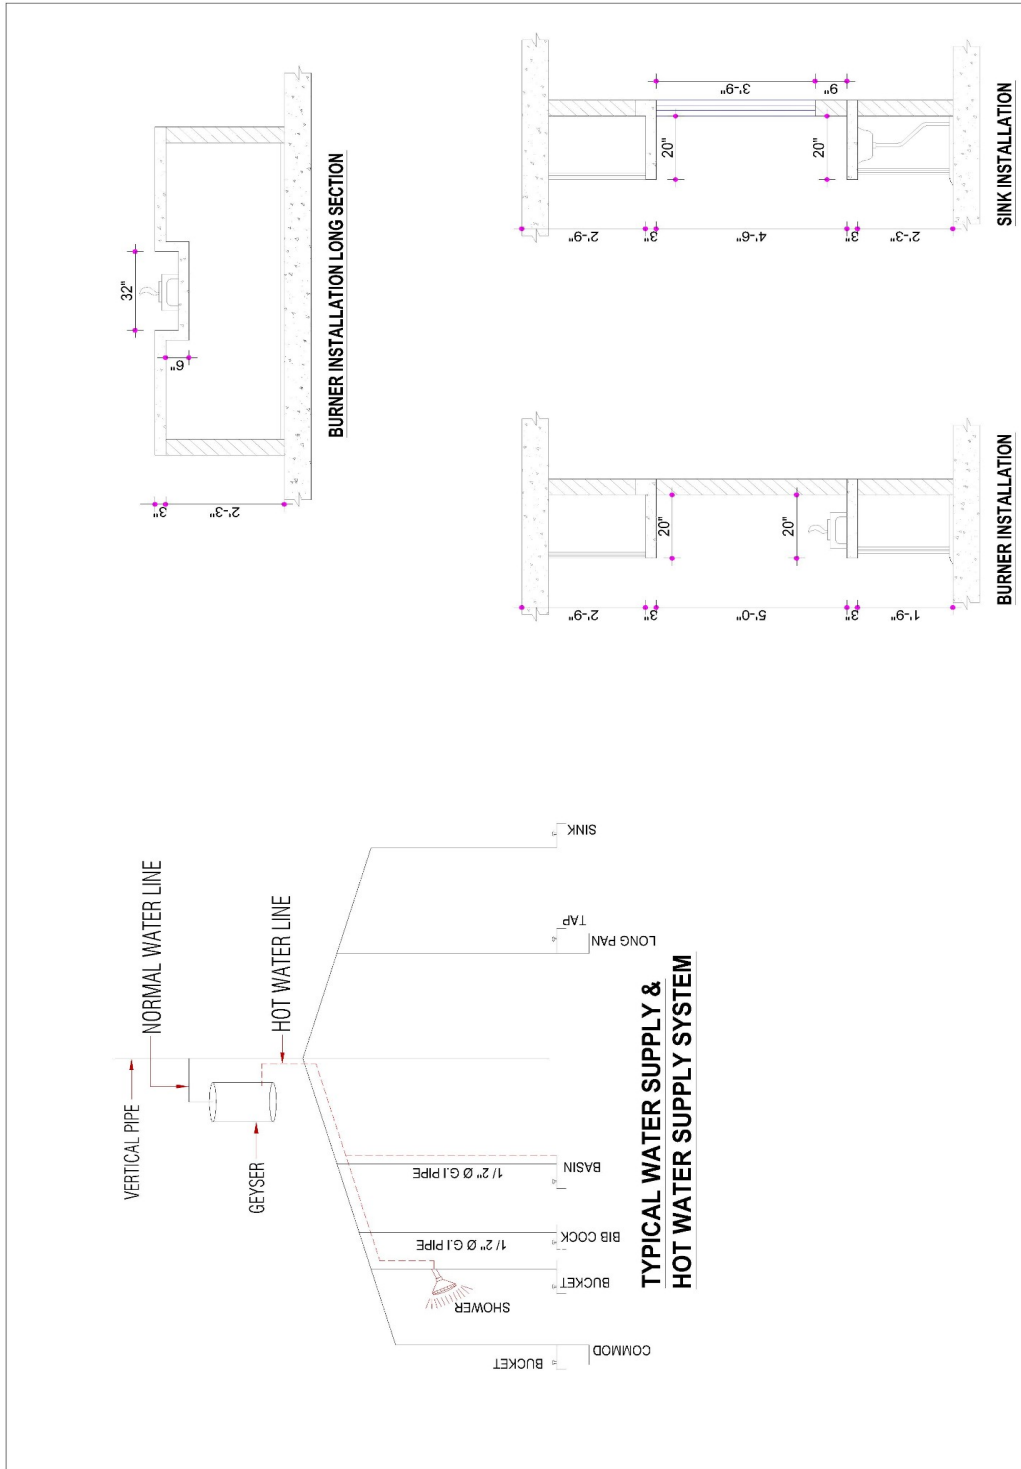 32"
6"
3"
2'-3"
BURNER INSTALLATION LONG SECTION
2'-9"
3"
4'-6"
3"
2'-3"
20"
20"
3'-9"
9"
SINK INSTALLATION
2'-9"
3"
5'-0"
3"
1'-9"
20"
20"
BURNER INSTALLATION
VERTICAL PIPE
NORMAL WATER LINE
GEYSER
HOT WATER LINE
BUCKET
COMMOD
SHOWER
BUCKET
1/ 2" Ø G.I PIPE
BIB COCK
1/ 2" Ø G.I PIPE
BASIN
TAP
LONG PAN
SINK
TYPICAL WATER SUPPLY &
HOT WATER SUPPLY SYSTEM